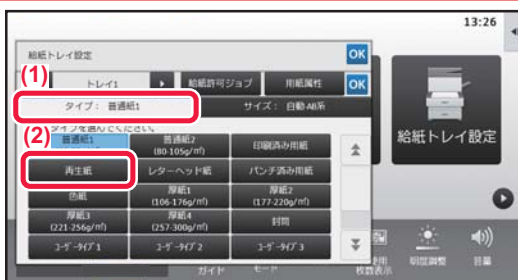 13:26
給紙トレイ設定
OK
(1)
トレイ1
給紙許可ジョブ
用紙属性
OK
タイプ： 普通紙1
サイズ： 自動-AB系
(2)
タイプを選んでください。
普通紙1
普通紙2
(80-105g/㎡)
印刷済み用紙
再生紙
レターヘッド紙
パンチ済み用紙
色紙
厚紙1
(106-176g/㎡)
厚紙2
(177-220g/㎡)
厚紙3
(221-256g/㎡)
厚紙4
(257-300g/㎡)
封筒
ユーザータイプ 1
ユーザータイプ 2
ユーザータイプ 3
給紙トレイ設定
枚数表示
明度調整
音量
ガイド
モード